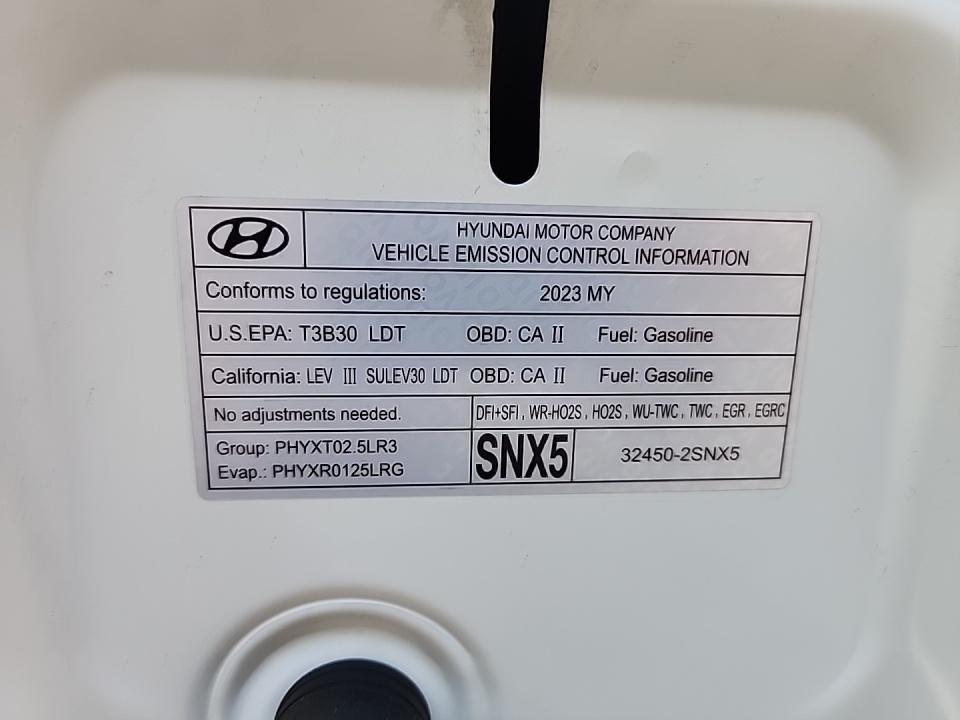 HYUNDAI MOTOR COMPANY
VEHICLE EMISSION CONTROL INFORMATION
Conforms to regulations: 2023 MY
U.S.EPA: T3B30 LDT OBD: CA II Fuel: Gasoline
California: LEV III SULEV30 LDT OBD: CA II Fuel: Gasoline
No adjustments needed. DFI+SFI, WR-HO2S, HO2S, WU-TWC, TWC, EGR, EGRC
Group: PHYXT02.5LR3
Evap.: PHYXR0125LRG
SNX5
32450-2SNX5